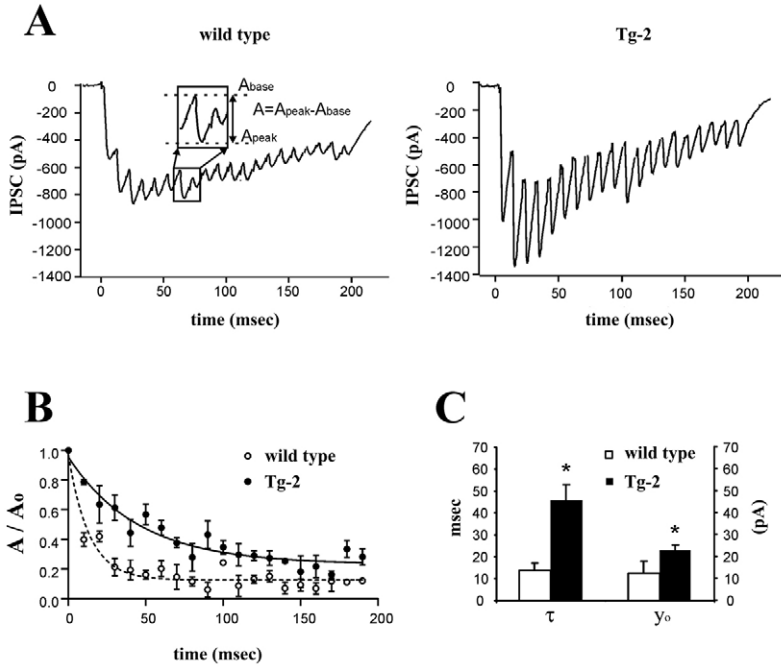 A
wild type
Tg-2
IPSC (pA)
0
-200
-400
-600
-800
-1000
-1200
-1400
Abase
A=Apeak-Abase
Apeak
0
50
100
150
200
time (msec)
IPSC (pA)
0
-200
-400
-600
-800
-1000
-1200
-1400
0
50
100
150
200
time (msec)
B
A / Ao
1.0
0.8
0.6
0.4
0.2
0.0
wild type
Tg-2
0
50
100
150
200
time (msec)
C
msec
70
60
50
40
30
20
10
0
wild type
Tg-2
*
*
70
60
50
40
30
20
10
0
(pA)
τ
yo